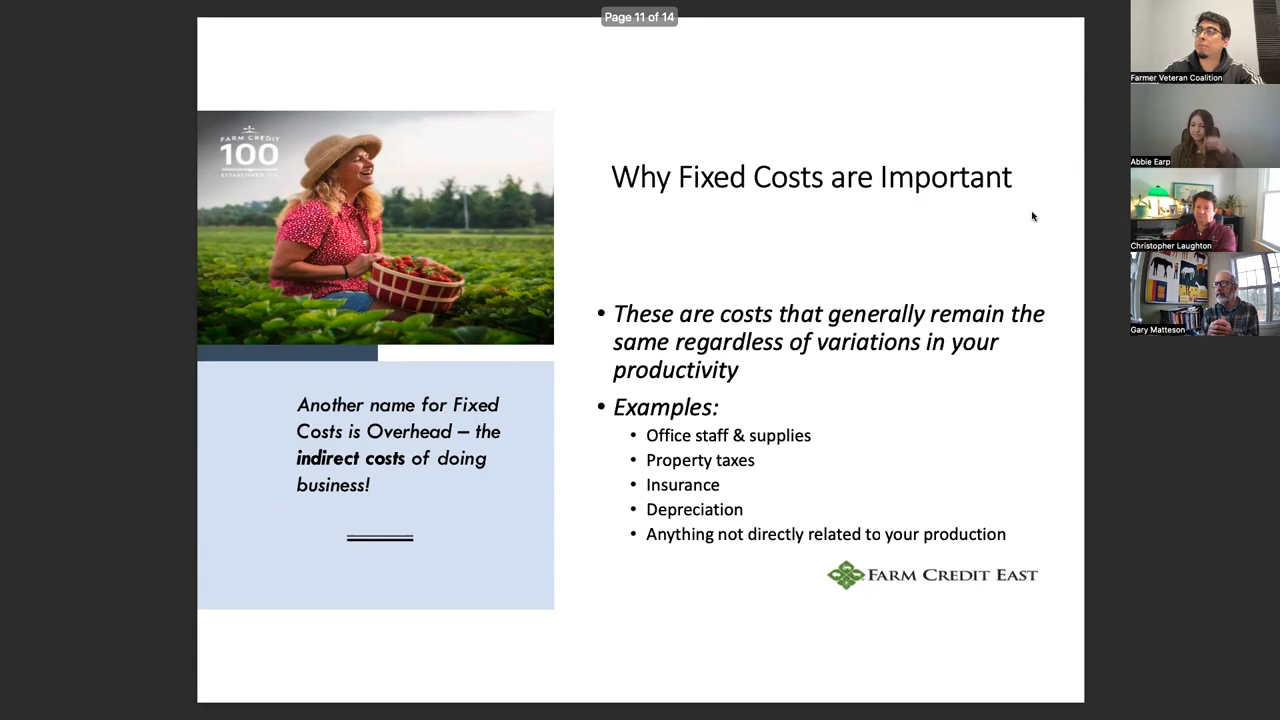 Page 11 of 14
FARM CREDIT
100
Why Fixed Costs are Important
• These are costs that generally remain the
same regardless of variations in your
productivity
• Examples:
• Office staff & supplies
• Property taxes
• Insurance
• Depreciation
• Anything not directly related to your production
Another name for Fixed
Costs is Overhead – the
indirect costs of doing
business!
FARM CREDIT EAST
Farmer Veteran Coalition
Abbie Earp
Christopher Laughton
Gary Matteson